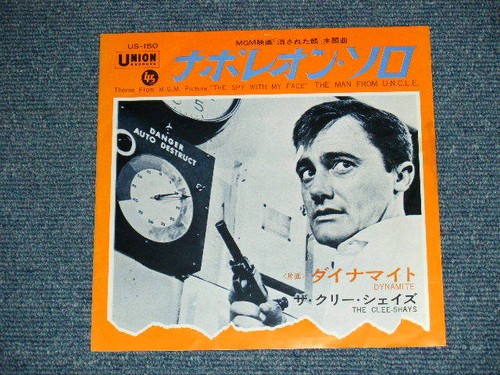 US-150
UNION
RECORDS
MGM映画「消された顔」主題曲
ナポレオン・ソロ
Theme From M.G.M. Picture "THE SPY WITH MY FACE" THE MAN FROM U.N.C.L.E.
DANGER
AUTO DESTRUCT
〈片面〉ダイナマイト
DYNAMITE
ザ・クリー・シェイズ
THE CLEE-SHAYS